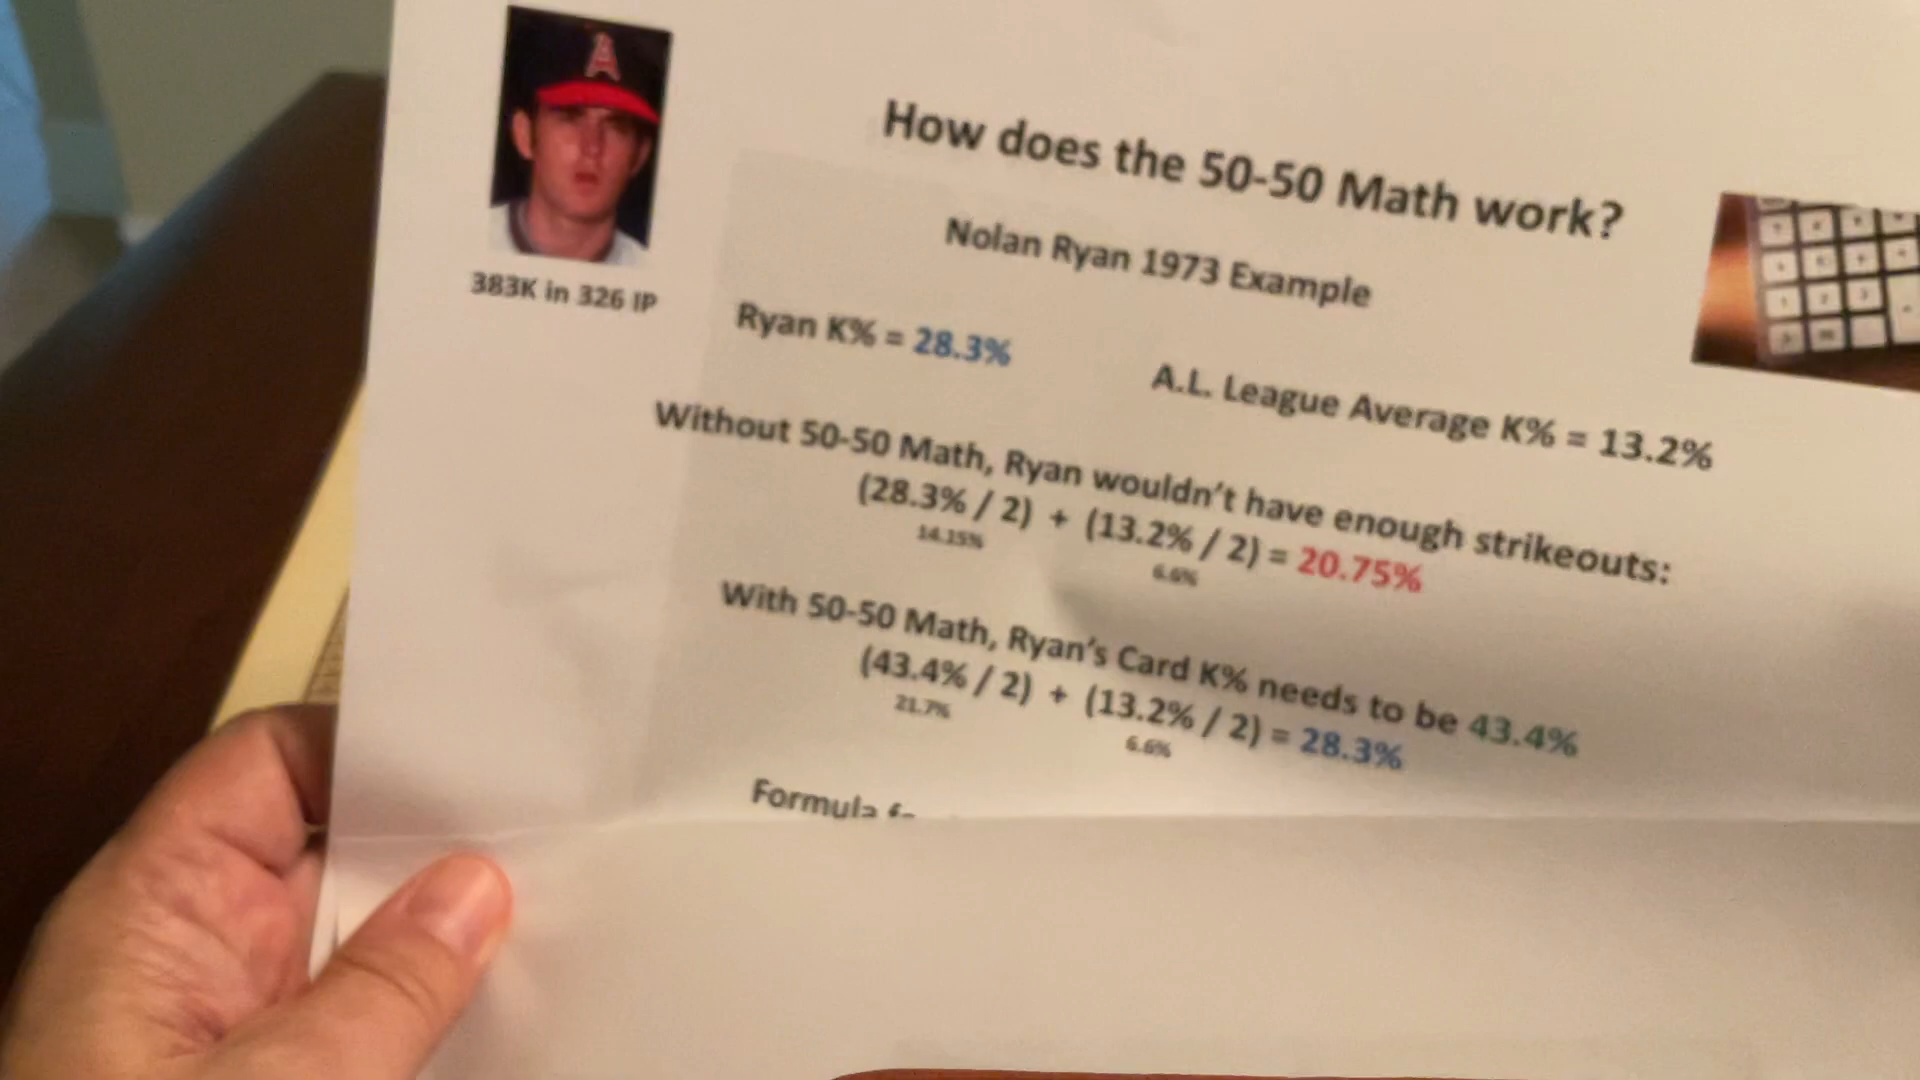 A
How does the 50-50 Math work?
Nolan Ryan 1973 Example
383K in 326 IP
Ryan K% = 28.3%
A.L. League Average K% = 13.2%
Without 50-50 Math, Ryan wouldn't have enough strikeouts:
(28.3% / 2) + (13.2% / 2) = 20.75%
14.15%
6.6%
With 50-50 Math, Ryan's Card K% needs to be 43.4%
(43.4% / 2) + (13.2% / 2) = 28.3%
21.7%
6.6%
Formula